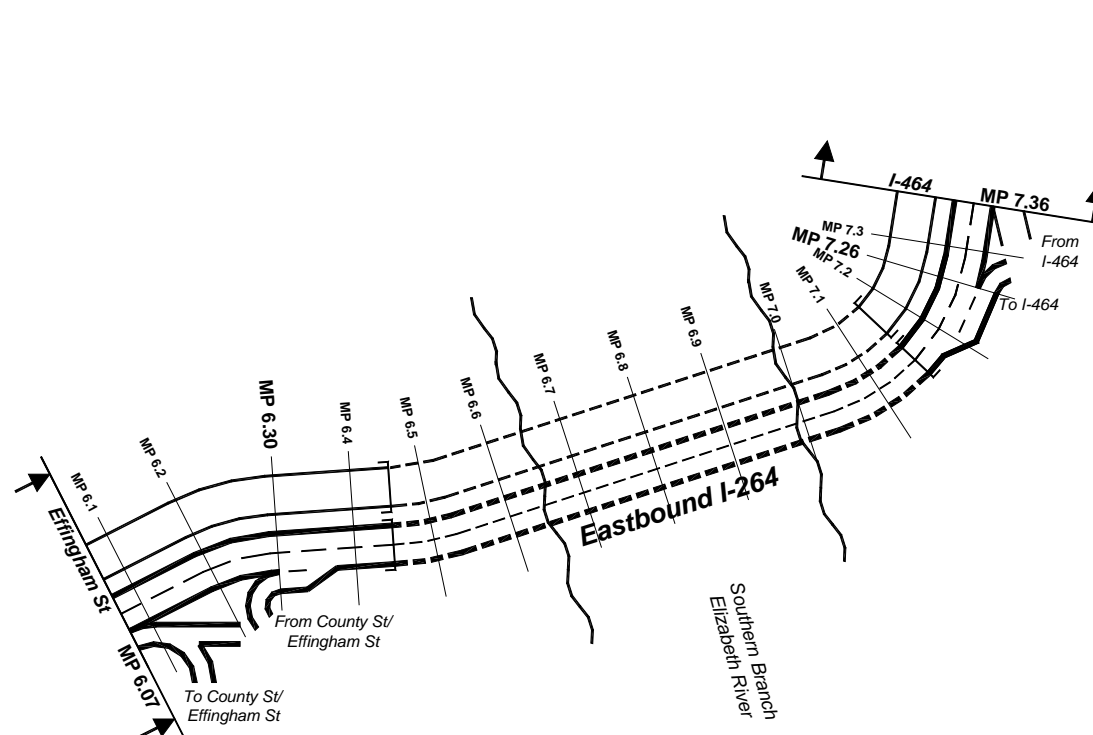 I-464
MP 7.36
MP 7.3
MP 7.26
MP 7.2
From
I-464
To I-464
MP 7.1
MP 7.0
MP 6.9
MP 6.8
MP 6.7
MP 6.6
MP 6.5
MP 6.4
MP 6.30
MP 6.2
MP 6.1
Effingham St
MP 6.07
Eastbound I-264
From County St/
Effingham St
To County St/
Effingham St
Southern Branch
Elizabeth River